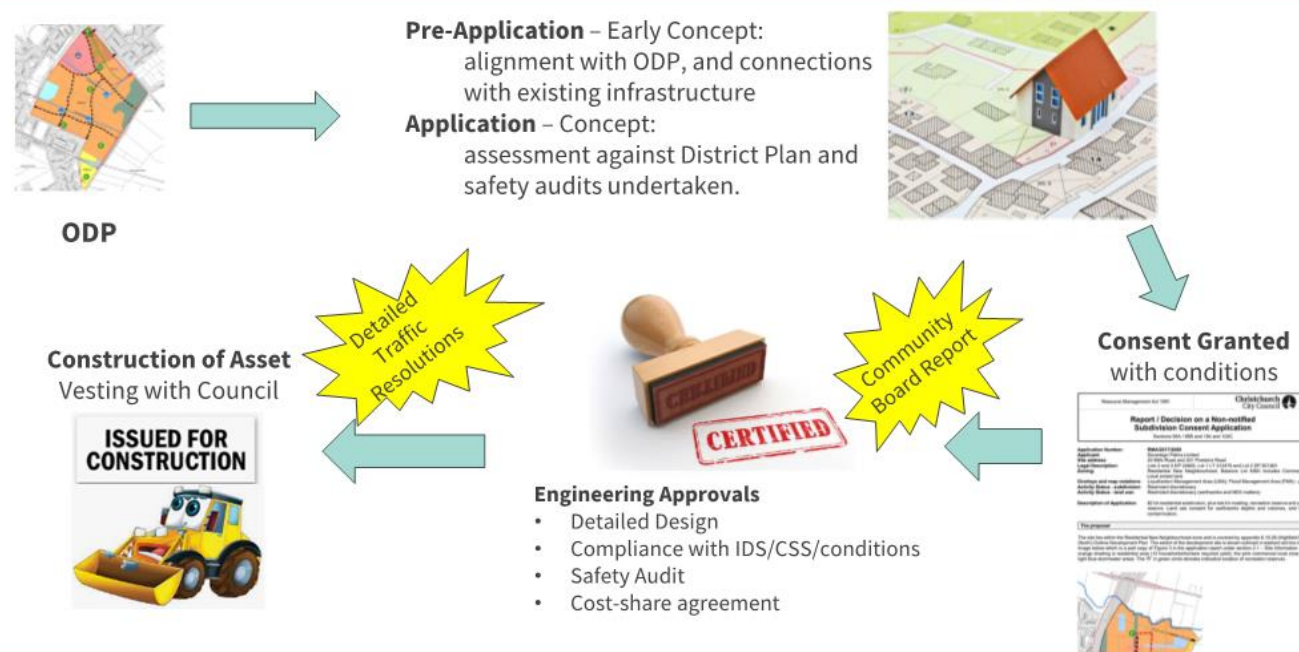 Pre-Application – Early Concept:
alignment with ODP, and connections
with existing infrastructure
Application – Concept:
assessment against District Plan and
safety audits undertaken.
ODP
Detailed
Traffic
Resolutions
Community
Board Report
Consent Granted
with conditions
Construction of Asset
Vesting with Council
ISSUED FOR
CONSTRUCTION
CERTIFIED
CERTIFIED
Christchurch
City Council
Report / Decision on a Non-notified
Subdivision Consent Application
Engineering Approvals
• Detailed Design
• Compliance with IDS/CSS/conditions
• Safety Audit
• Cost-share agreement